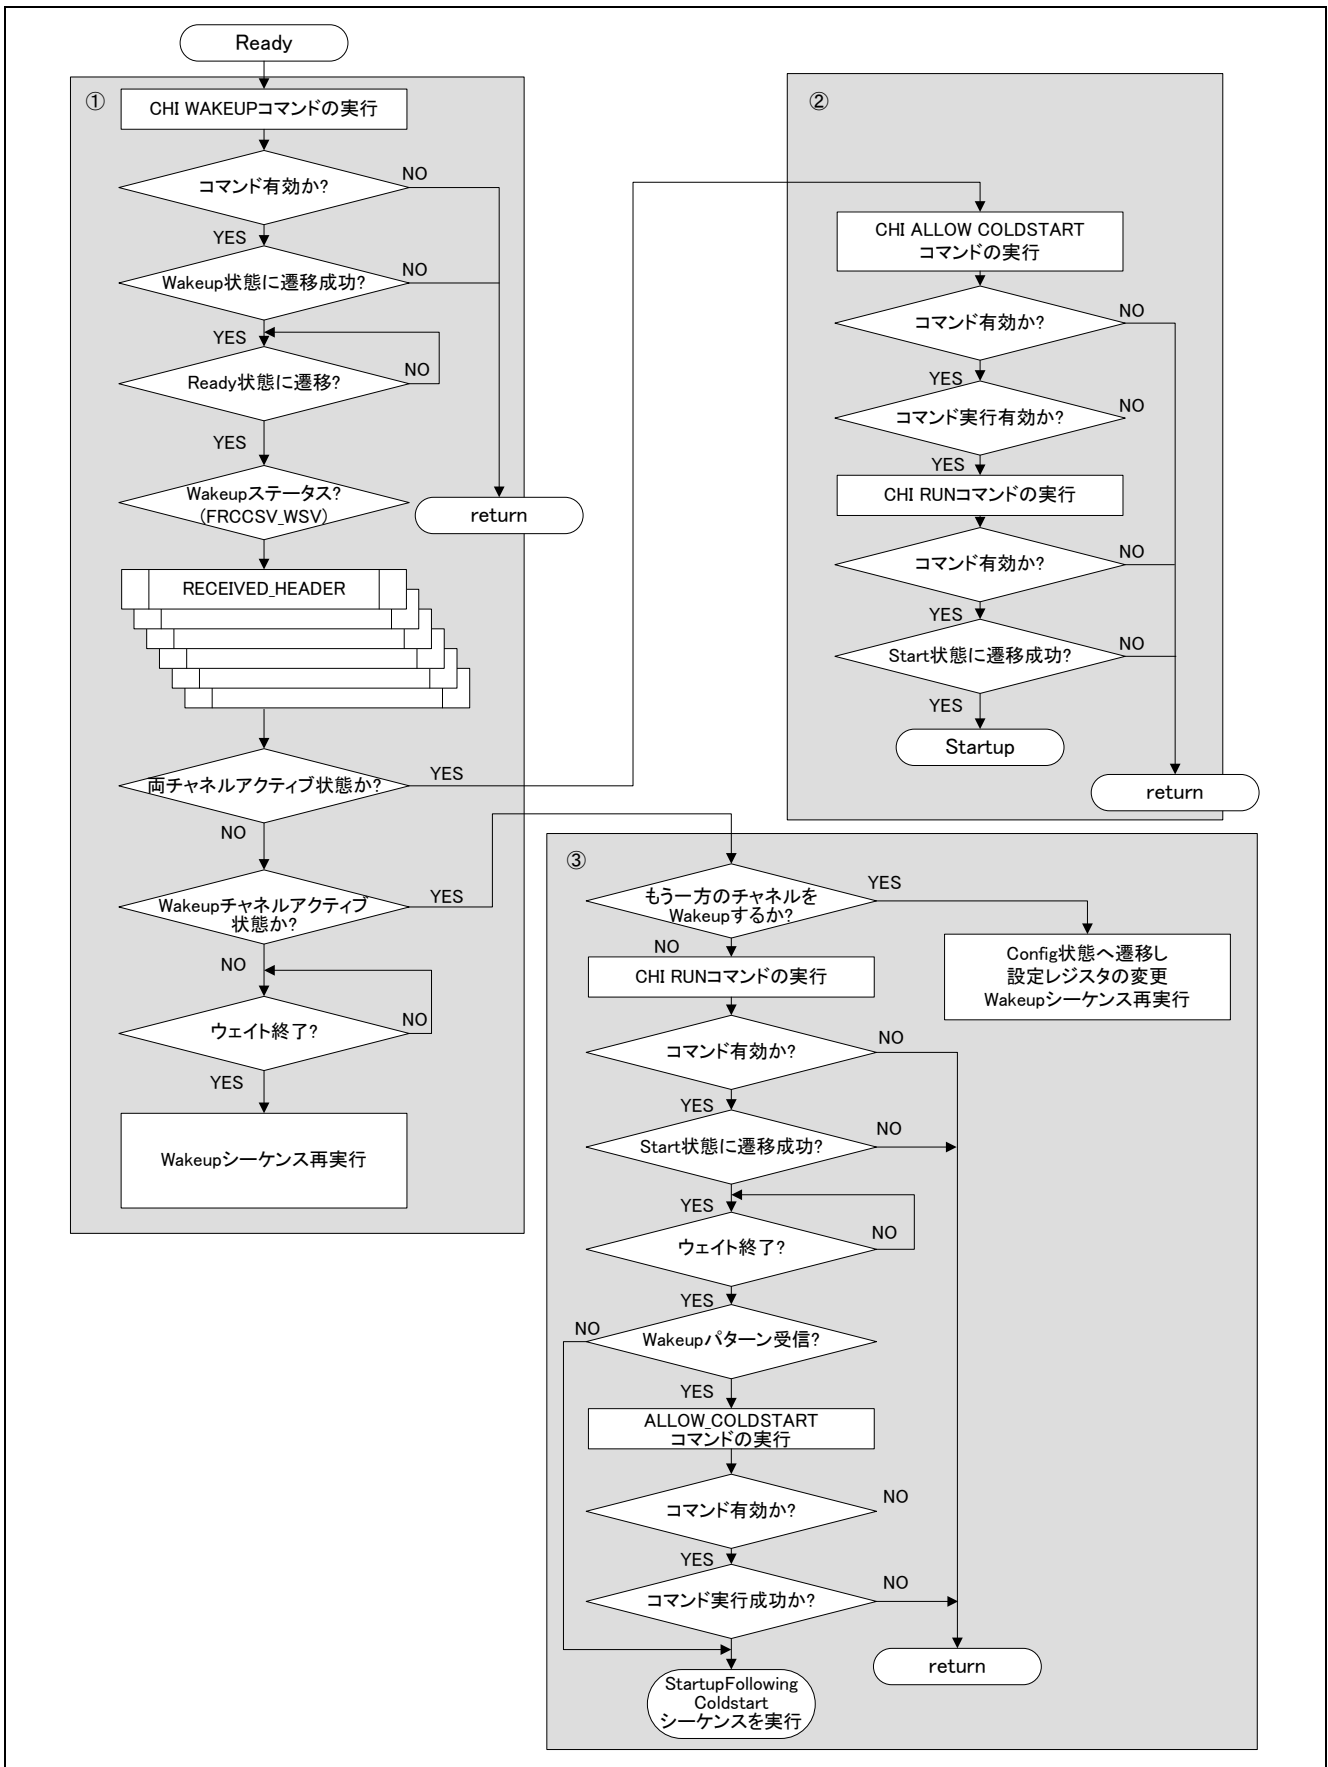 Ready
①
CHI WAKEUPコマンドの実行
コマンド有効か?
NO
YES
Wakeup状態に遷移成功?
NO
YES
Ready状態に遷移?
NO
YES
Wakeupステータス?
(FRCCSV_WSV)
return
RECEIVED_HEADER
両チャネルアクティブ状態か?
YES
NO
Wakeupチャネルアクティブ
状態か?
YES
NO
ウェイト終了?
NO
YES
Wakeupシーケンス再実行
②
CHI ALLOW COLDSTART
コマンドの実行
コマンド有効か?
NO
YES
コマンド実行有効か?
NO
YES
CHI RUNコマンドの実行
コマンド有効か?
NO
YES
Start状態に遷移成功?
NO
YES
Startup
return
③
もう一方のチャネルを
Wakeupするか?
YES
NO
Config状態へ遷移し
設定レジスタの変更
Wakeupシーケンス再実行
CHI RUNコマンドの実行
コマンド有効か?
NO
YES
Start状態に遷移成功?
NO
YES
ウェイト終了?
NO
YES
Wakeupパターン受信?
NO
YES
ALLOW_COLDSTART
コマンドの実行
コマンド有効か?
NO
YES
コマンド実行成功か?
NO
return
StartupFollowing
Coldstart
シーケンスを実行